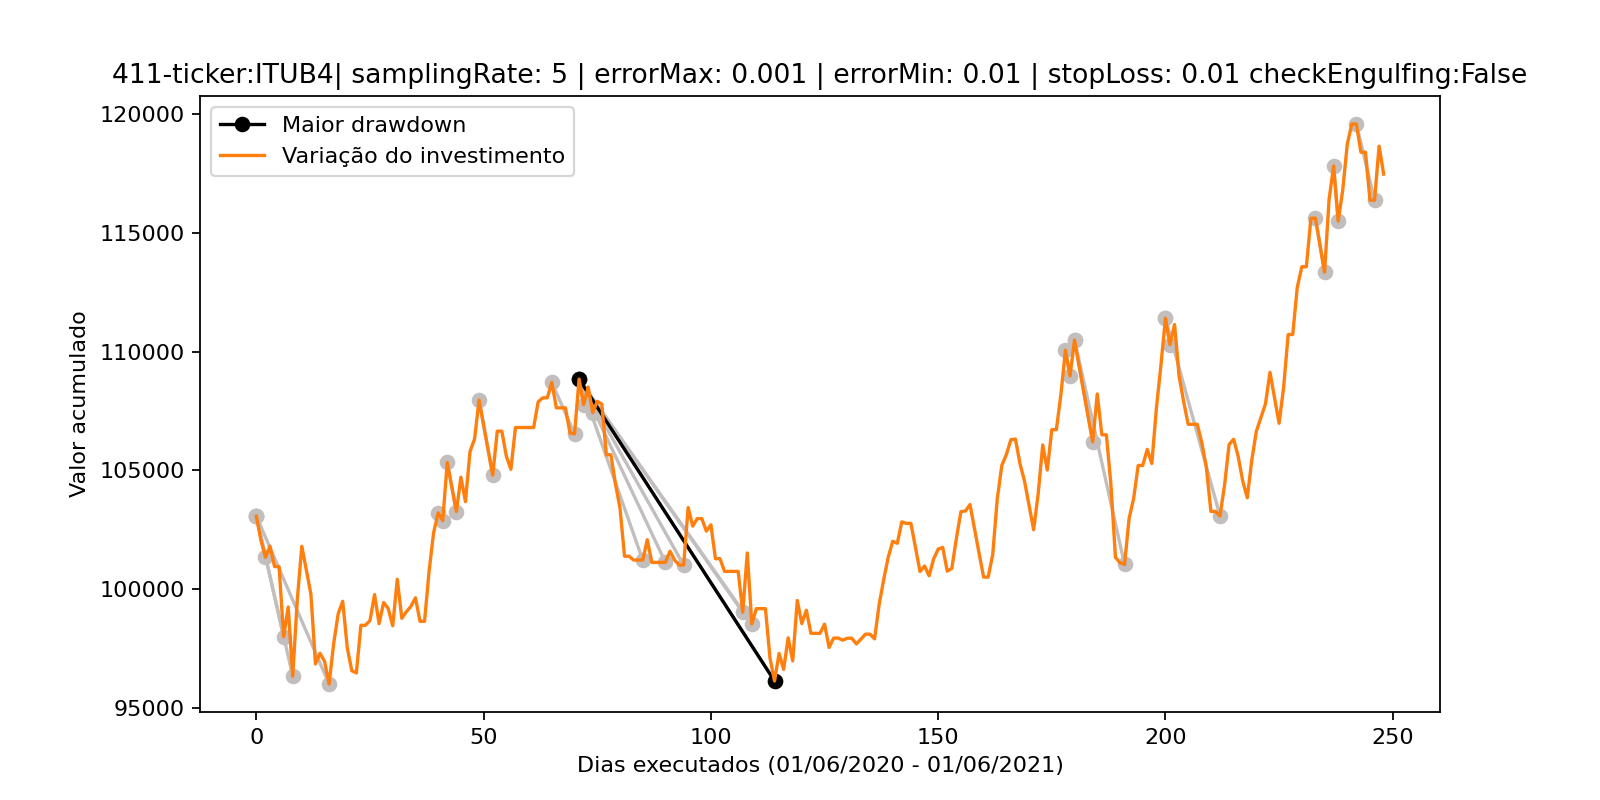 411-ticker:ITUB4| samplingRate: 5 | errorMax: 0.001 | errorMin: 0.01 | stopLoss: 0.01 checkEngulfing:False
Maior drawdown
Variação do investimento
Valor acumulado
120000
115000
110000
105000
100000
95000
0 50 100 150 200 250
Dias executados (01/06/2020 - 01/06/2021)